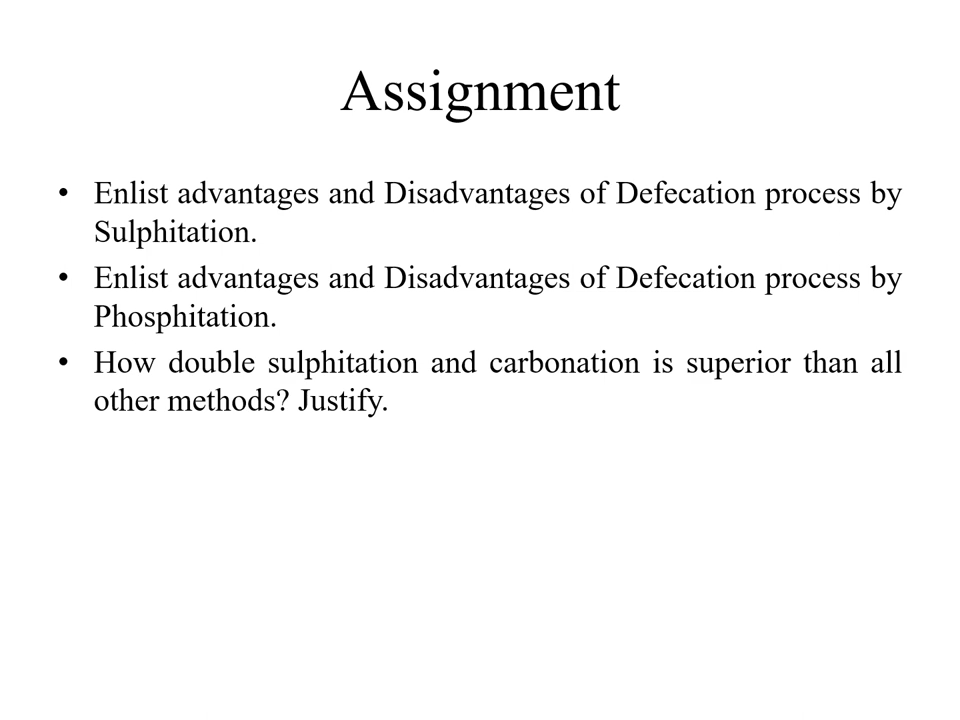 Assignment
• Enlist advantages and Disadvantages of Defecation process by
Sulphitation.
• Enlist advantages and Disadvantages of Defecation process by
Phosphitation.
• How double sulphitation and carbonation is superior than all
other methods? Justify.